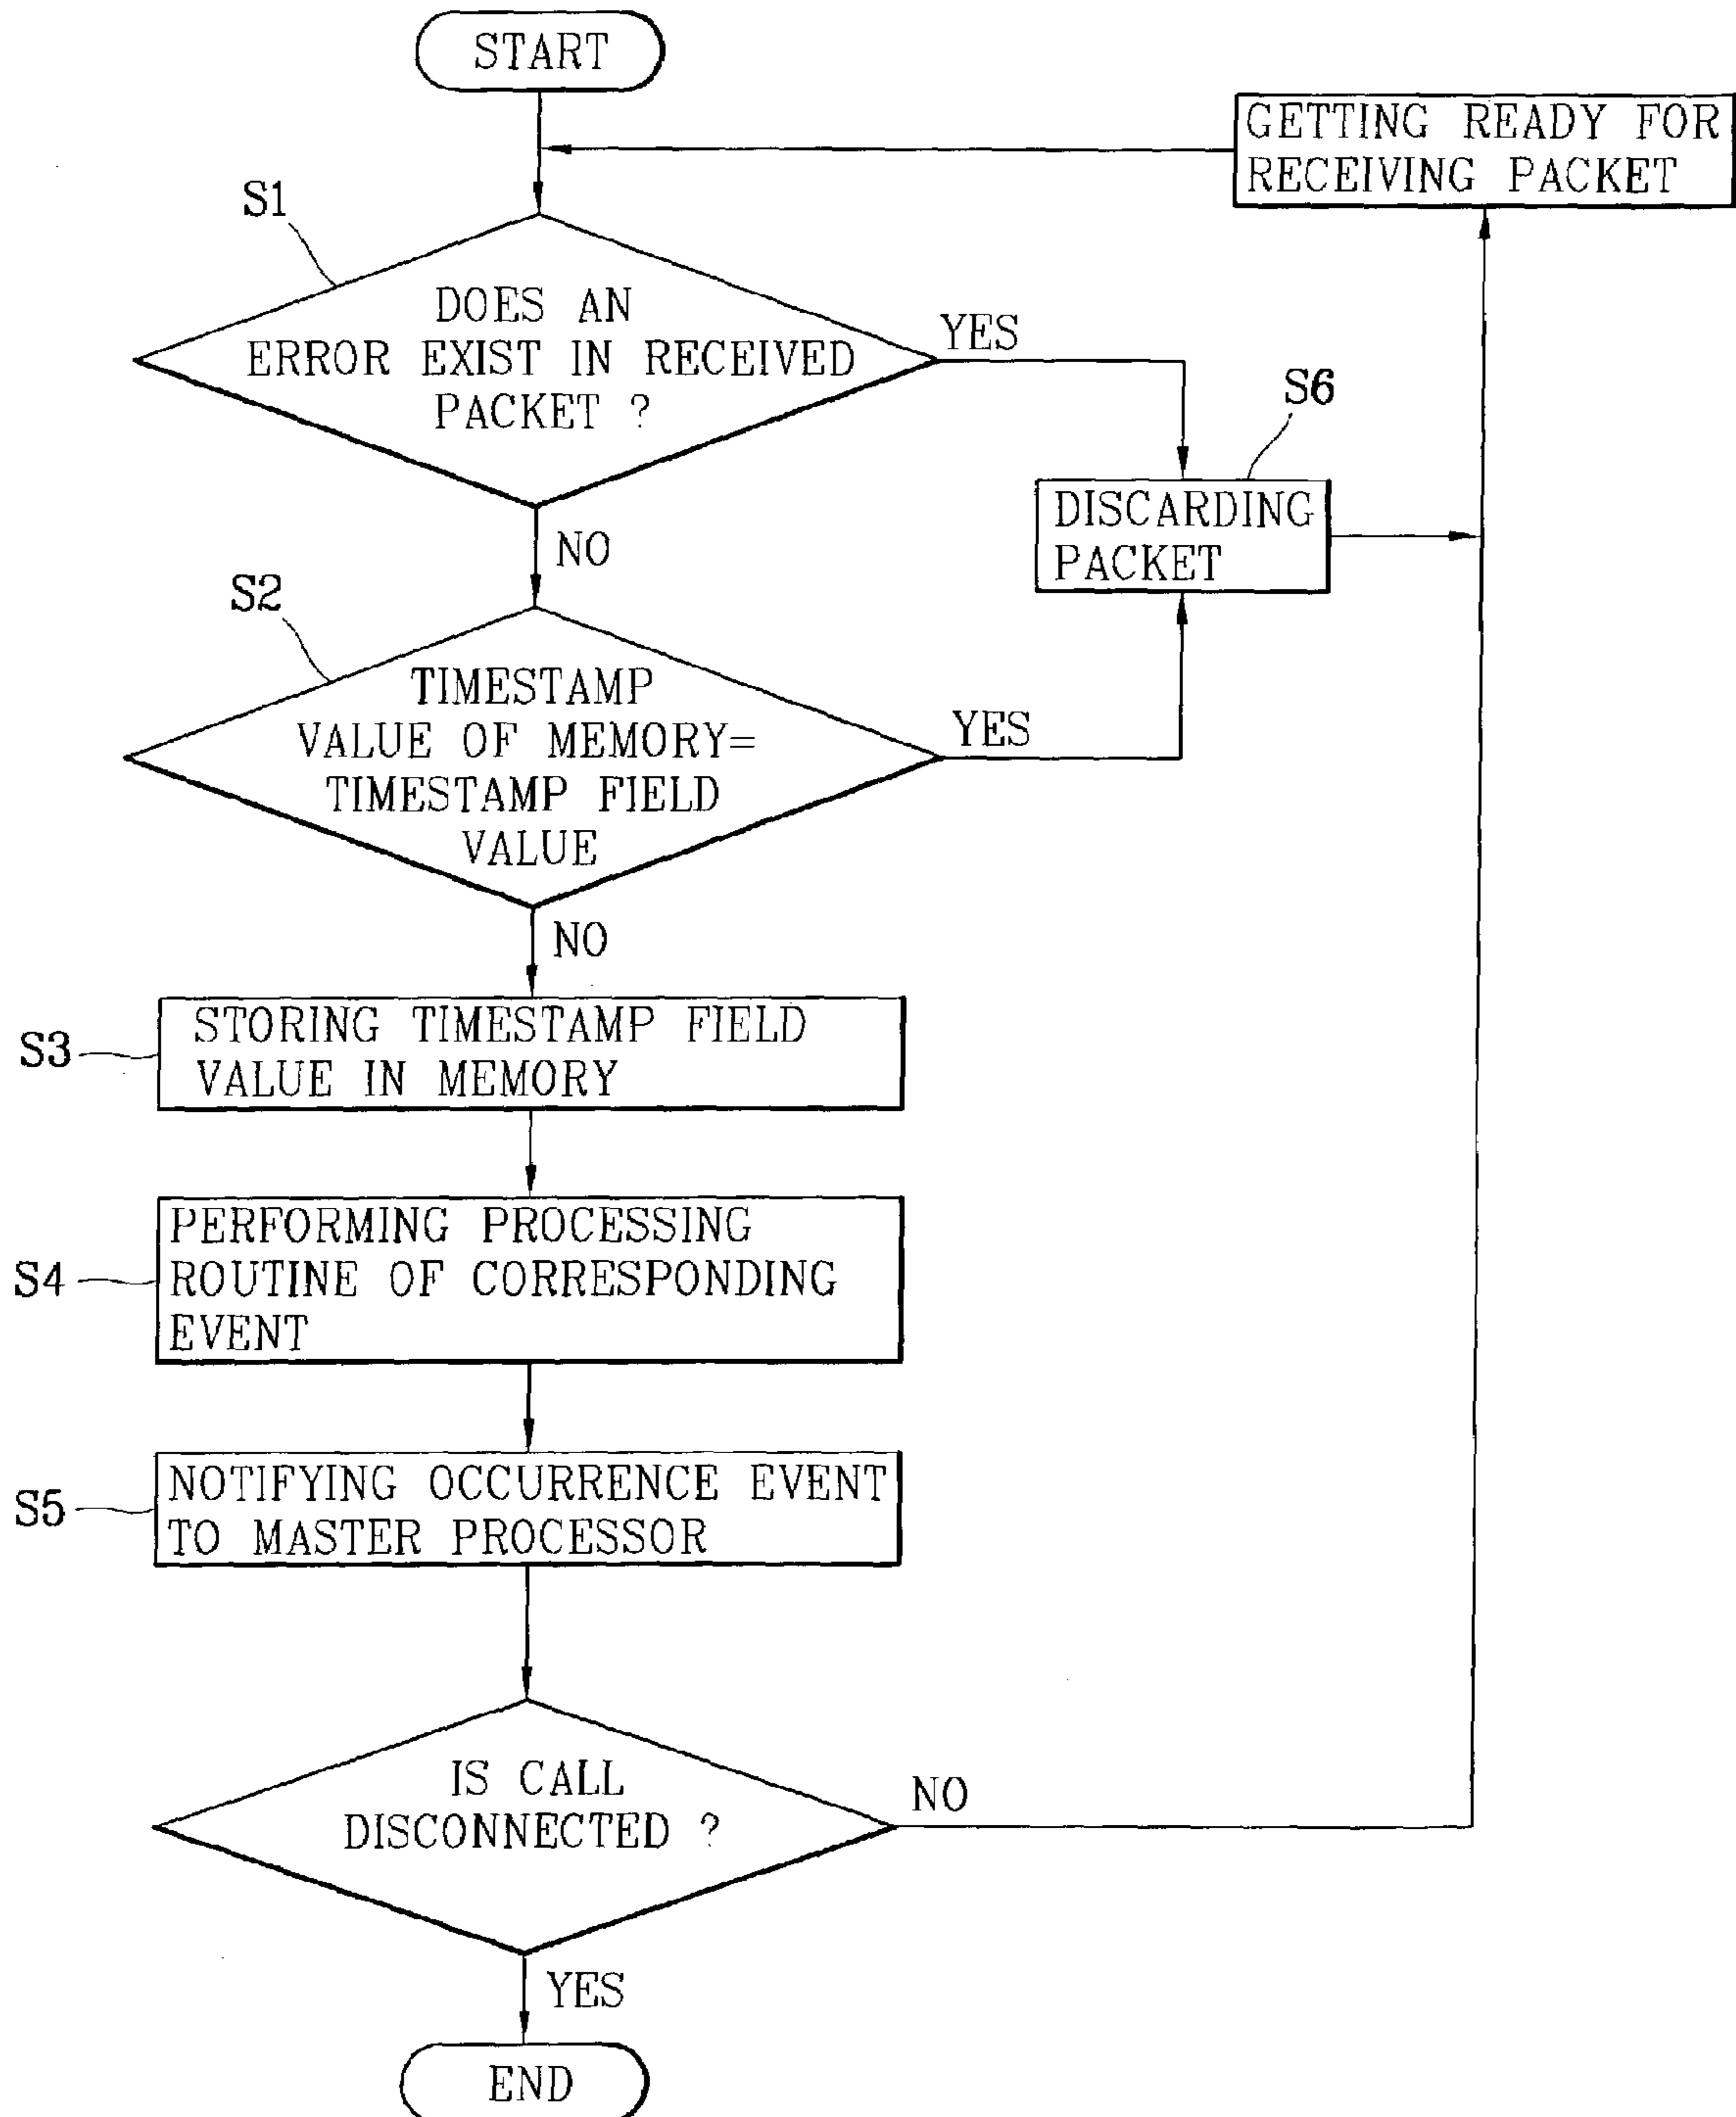 START
GETTING READY FOR
RECEIVING PACKET
S1
DOES AN
ERROR EXIST IN RECEIVED
PACKET ?
YES
S6
DISCARDING
PACKET
NO
S2
TIMESTAMP
VALUE OF MEMORY=
TIMESTAMP FIELD
VALUE
YES
NO
S3
STORING TIMESTAMP FIELD
VALUE IN MEMORY
S4
PERFORMING PROCESSING
ROUTINE OF CORRESPONDING
EVENT
S5
NOTIFYING OCCURRENCE EVENT
TO MASTER PROCESSOR
IS CALL
DISCONNECTED ?
NO
YES
END